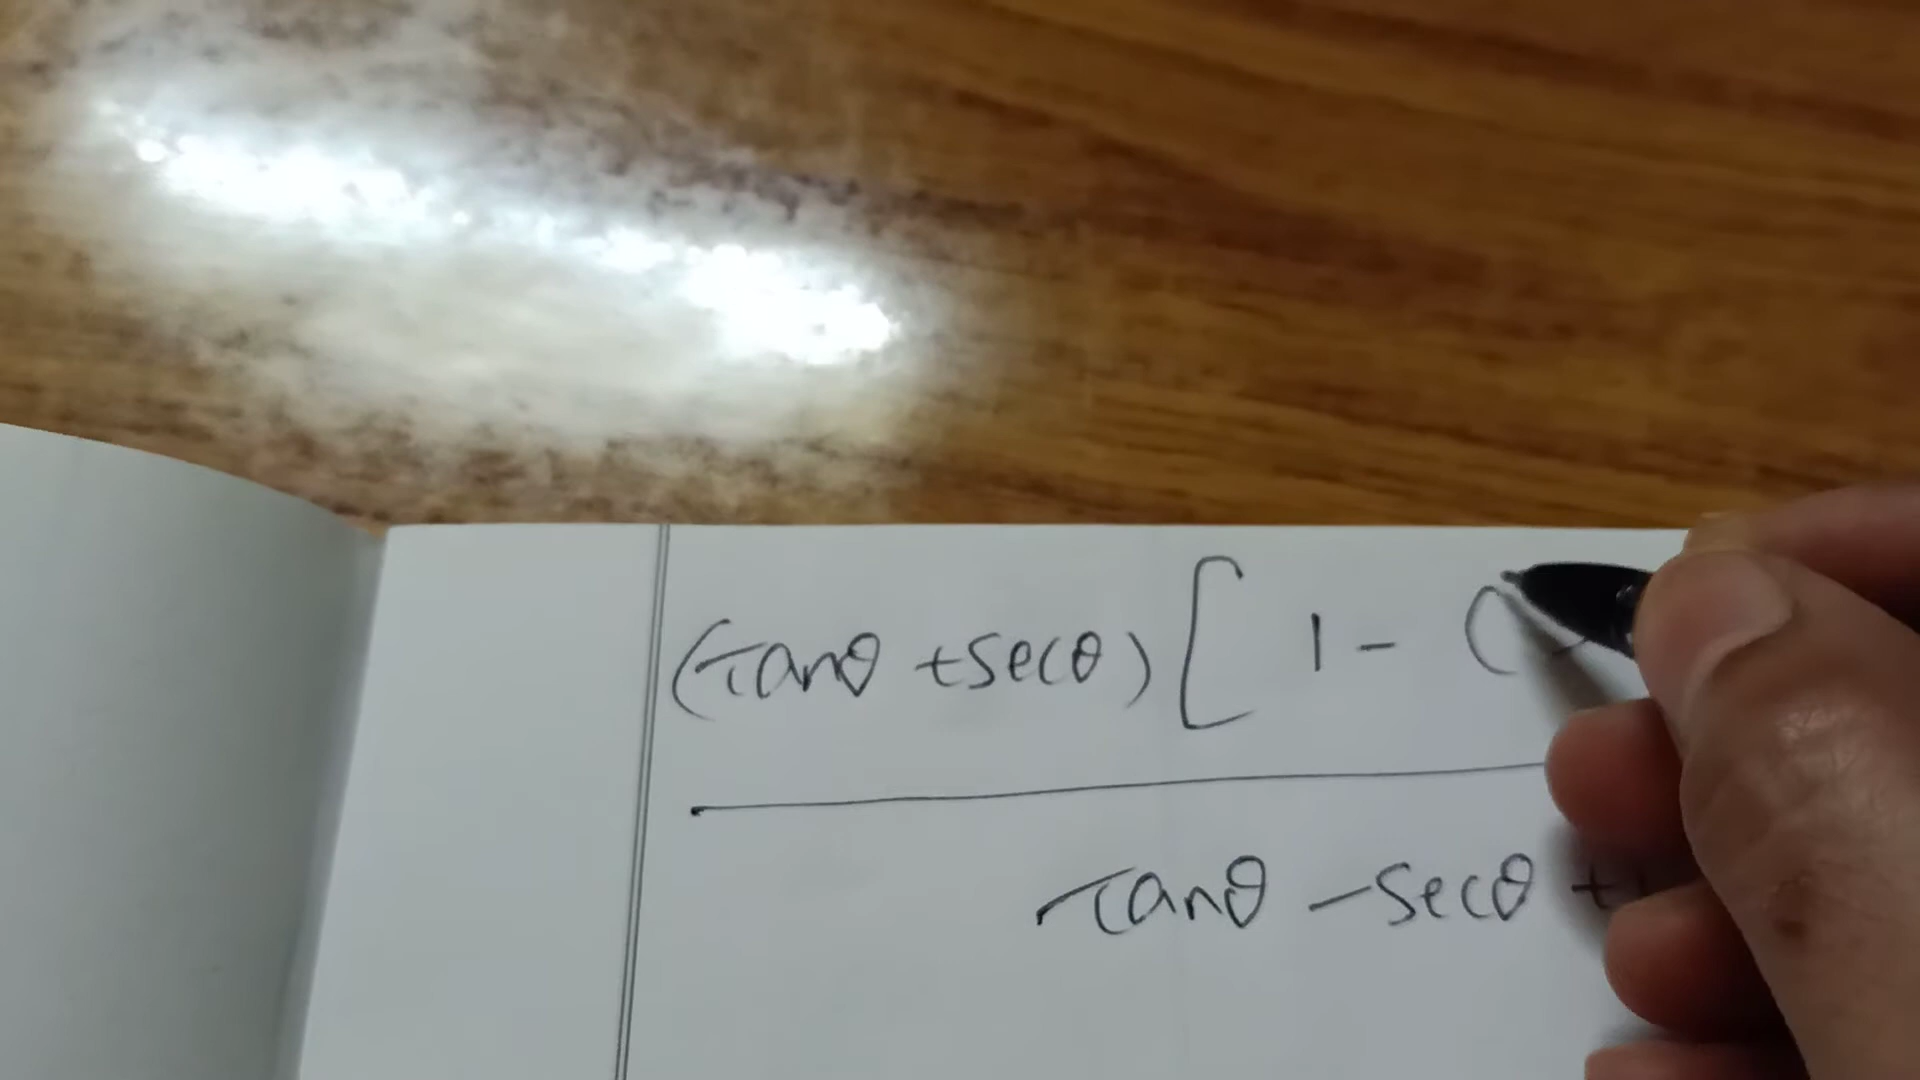 (Tanθ + secθ) [ 1 - (
Tanθ - secθ +